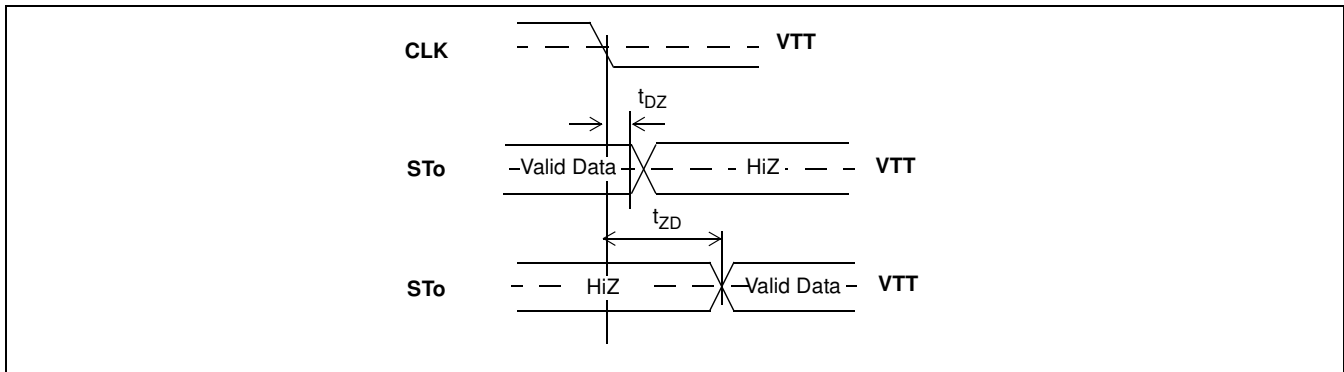 CLK
VTT
tDZ
STo
Valid Data
HiZ
VTT
tZD
STo
HiZ
Valid Data
VTT